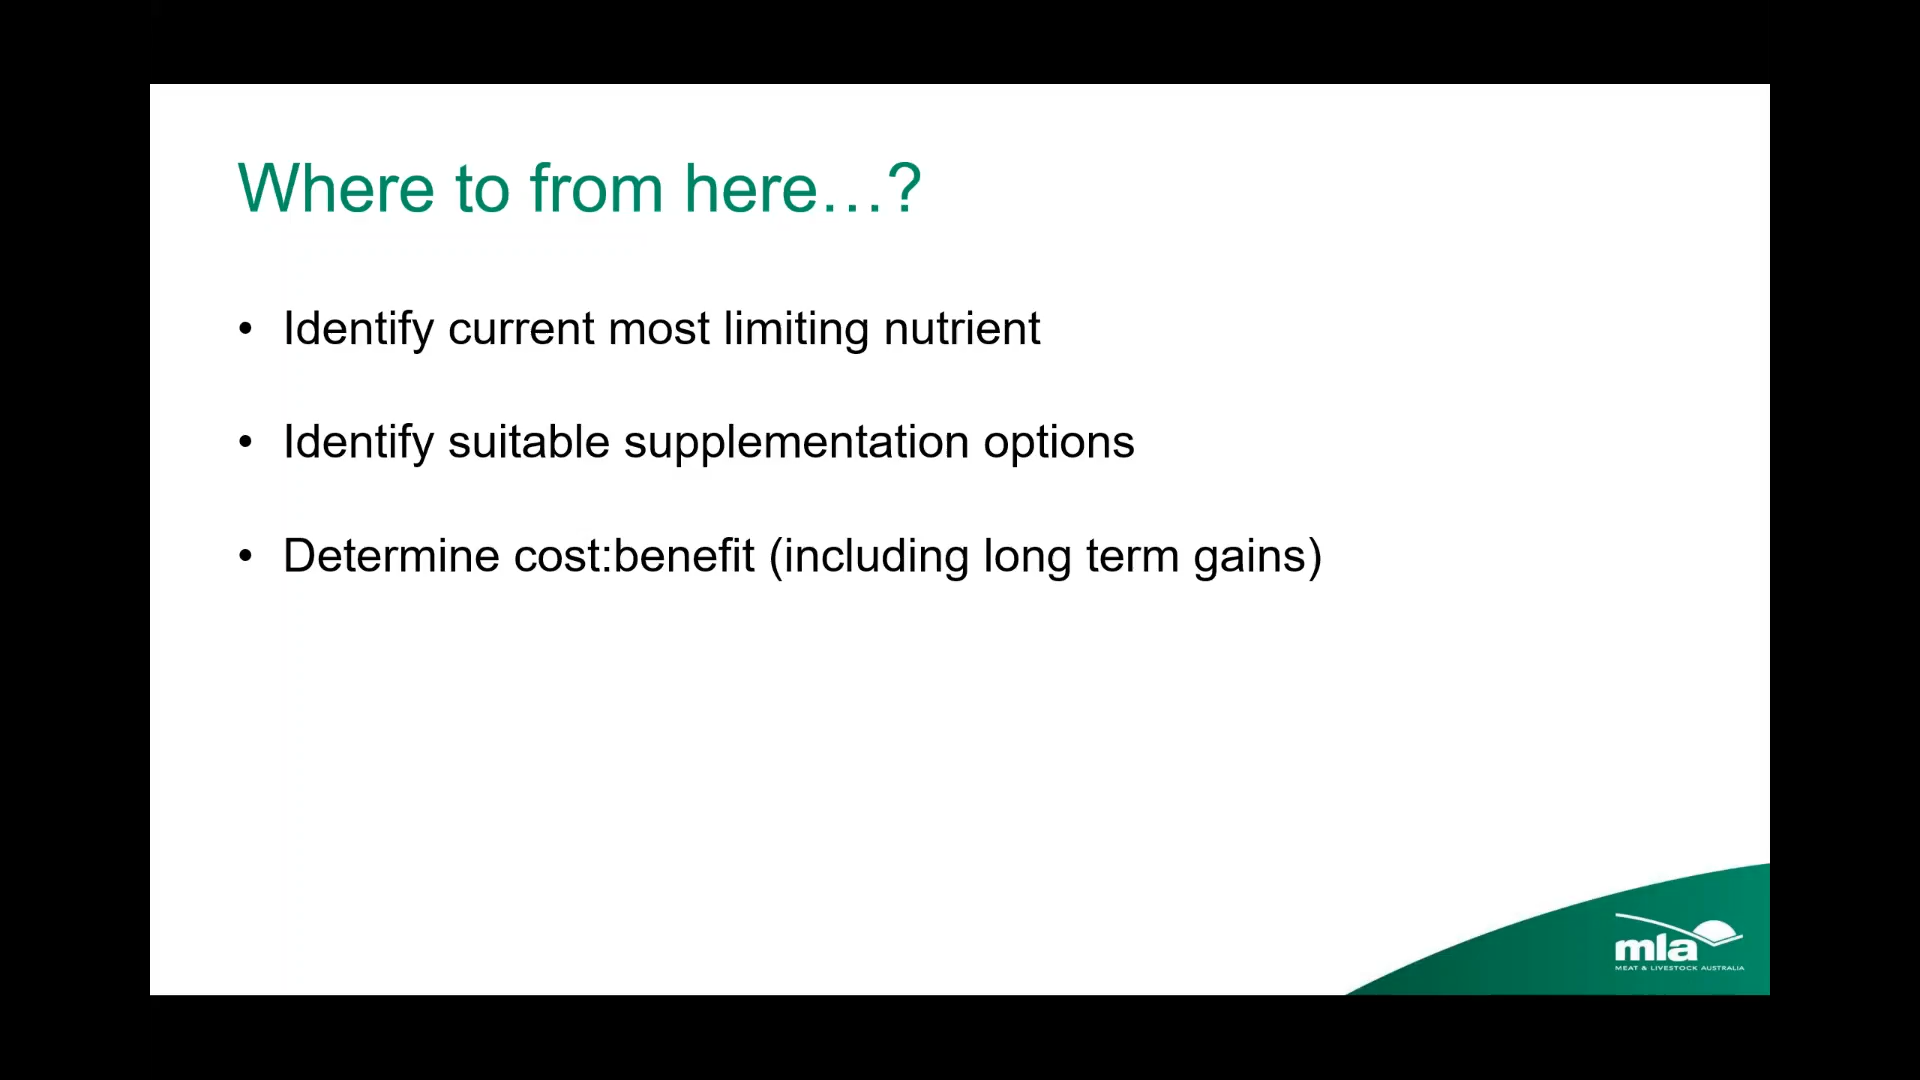 Where to from here…?
• Identify current most limiting nutrient
• Identify suitable supplementation options
• Determine cost:benefit (including long term gains)
mla
MEAT & LIVESTOCK AUSTRALIA